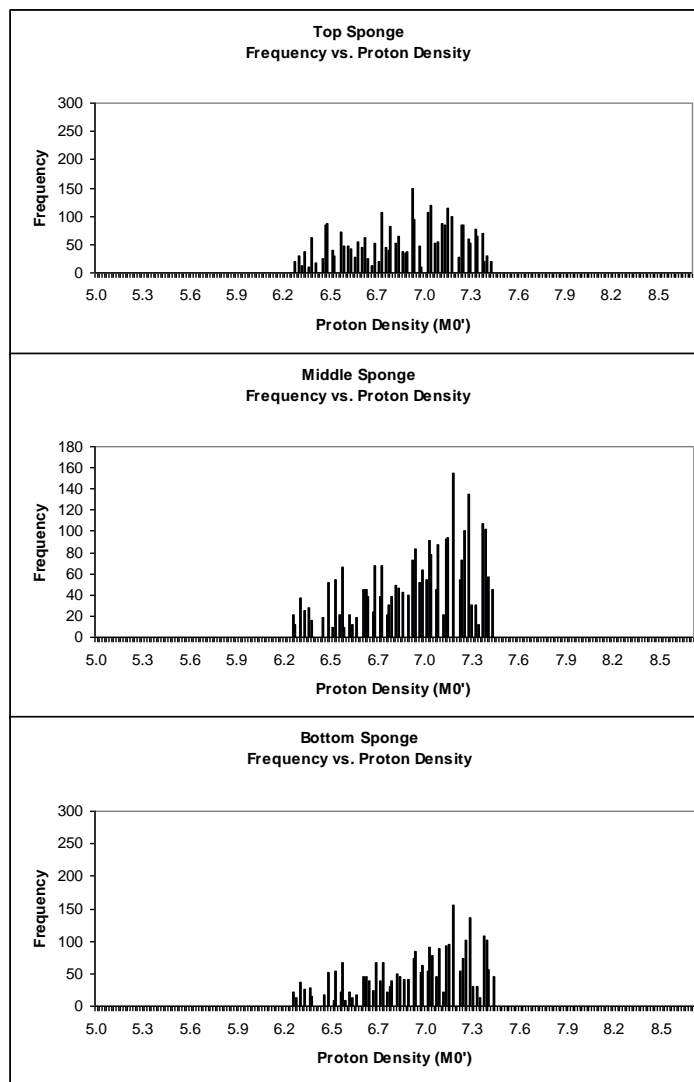 Top Sponge
Frequency vs. Proton Density
300
250
200
150
100
50
0
Frequency
5.0 5.3 5.6 5.9 6.2 6.4 6.7 7.0 7.3 7.6 7.9 8.2 8.5
Proton Density (M0')
Middle Sponge
Frequency vs. Proton Density
180
160
140
120
100
80
60
40
20
0
Frequency
5.0 5.3 5.6 5.9 6.2 6.4 6.7 7.0 7.3 7.6 7.9 8.2 8.5
Proton Density (M0')
Bottom Sponge
Frequency vs. Proton Density
300
250
200
150
100
50
0
Frequency
5.0 5.3 5.6 5.9 6.2 6.4 6.7 7.0 7.3 7.6 7.9 8.2 8.5
Proton Density (M0')